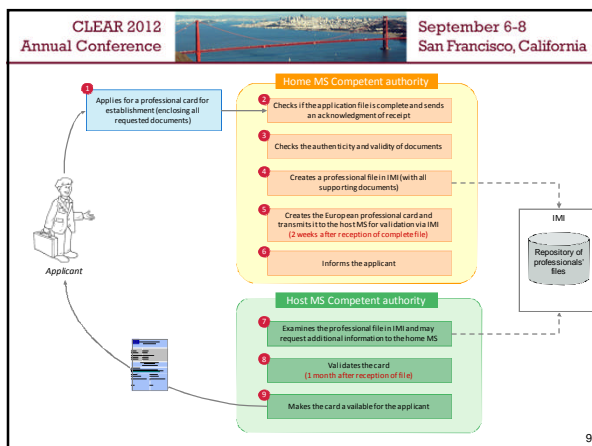 CLEAR 2012
Annual Conference
September 6-8
San Francisco, California
Home MS Competent authority
1
Applies for a professional card for
establishment (enclosing all
requested documents)
2
Checks if the application file is complete and sends
an acknowledgment of receipt
3
Checks the authenticity and validity of documents
4
Creates a professional file in IMI (with all
supporting documents)
5
Creates the European professional card and
transmits it to the host MS for validation via IMI
(2 weeks after reception of complete file)
6
Informs the applicant
IMI
Repository of
professionals'
files
Applicant
Host MS Competent authority
7
Examines the professional file in IMI and may
request additional information to the home MS
8
Validates the card
(1 month after reception of file)
9
Makes the card available for the applicant
9